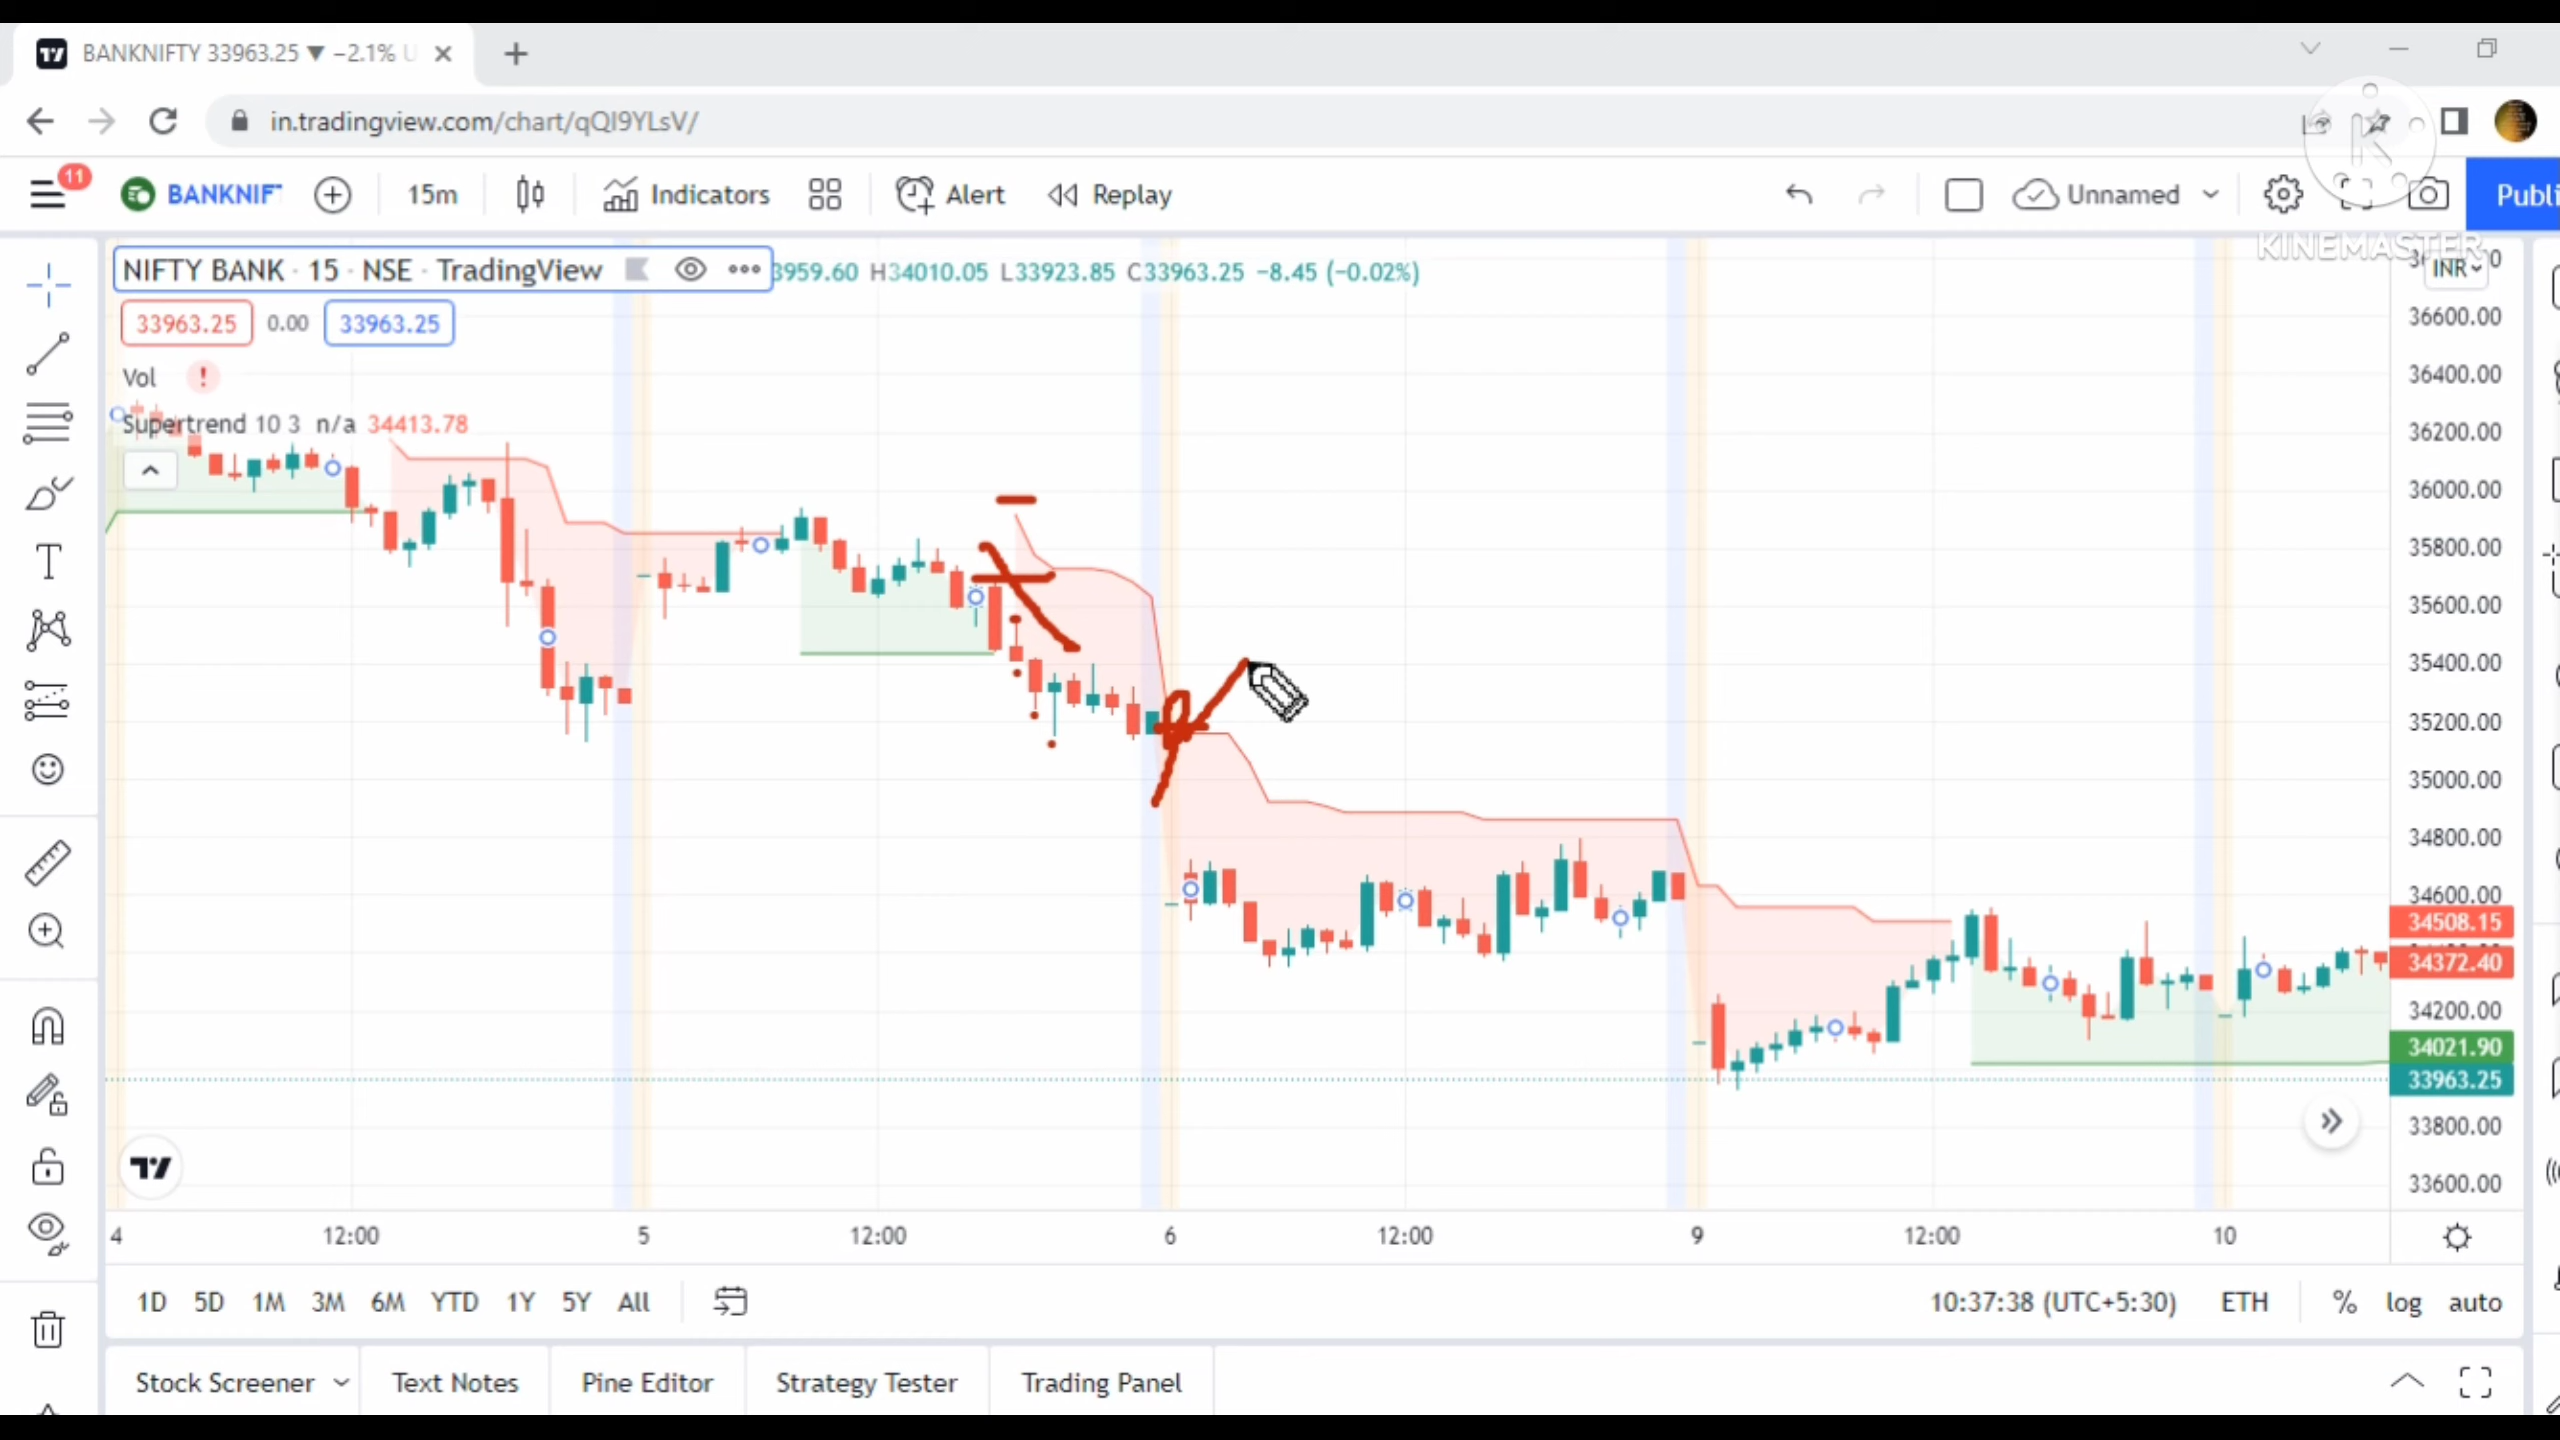 BANKNIFTY 33963.25 ▼ −2.1% U
in.tradingview.com/chart/qQI9YLsV/
11
BANKNIF
15m
Indicators
Alert
Replay
Unnamed
Publi
KINEMASTER
NIFTY BANK · 15 · NSE · TradingView
3959.60 H34010.05 L33923.85 C33963.25 −8.45 (−0.02%)
INR
33963.25 0.00 33963.25
Vol !
Supertrend 10 3 n/a 34413.78
36600.00
36400.00
36200.00
36000.00
35800.00
35600.00
35400.00
35200.00
35000.00
34800.00
34600.00
34508.15
34372.40
34200.00
34021.90
33963.25
33800.00
33600.00
4 12:00 5 12:00 6 12:00 9 12:00 10
1D 5D 1M 3M 6M YTD 1Y 5Y All
10:37:38 (UTC+5:30) ETH % log auto
Stock Screener Text Notes Pine Editor Strategy Tester Trading Panel